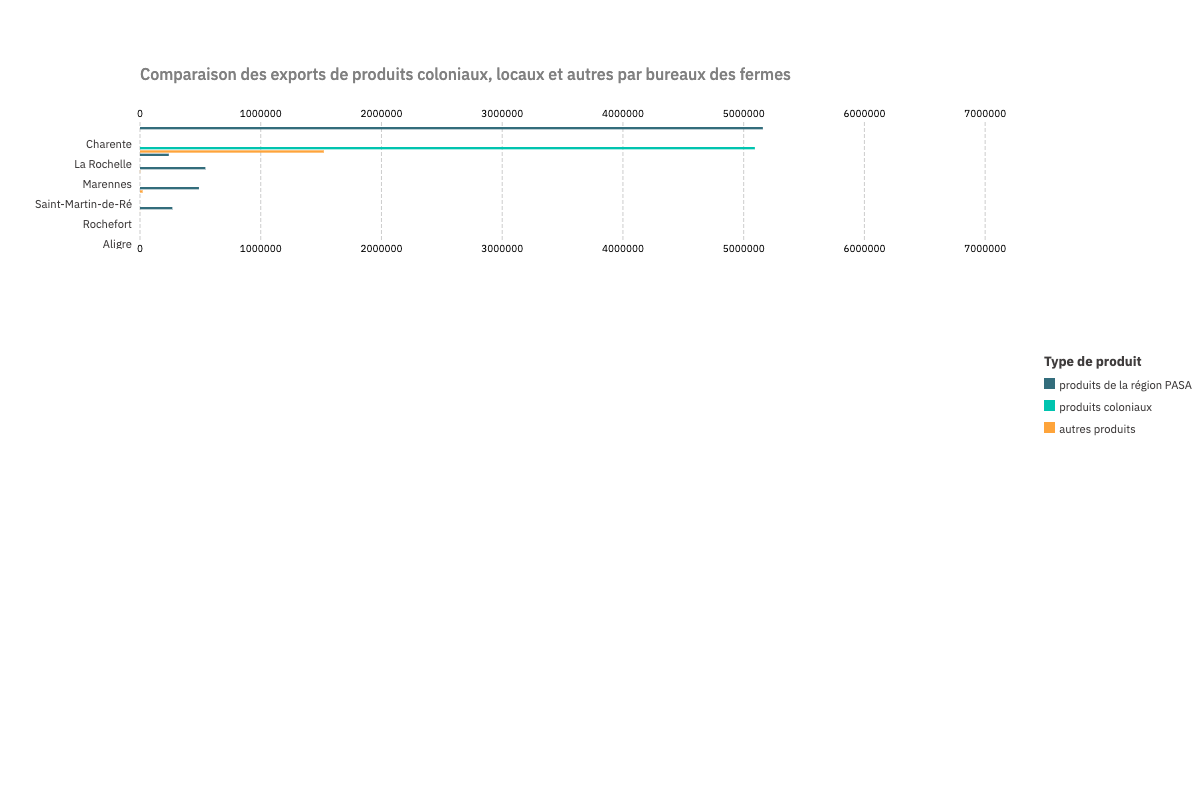 Comparaison des exports de produits coloniaux, locaux et autres par bureaux des fermes
0 1000000 2000000 3000000 4000000 5000000 6000000 7000000
Charente
La Rochelle
Marennes
Saint-Martin-de-Ré
Rochefort
Aligre
0 1000000 2000000 3000000 4000000 5000000 6000000 7000000
Type de produit
produits de la région PASA
produits coloniaux
autres produits